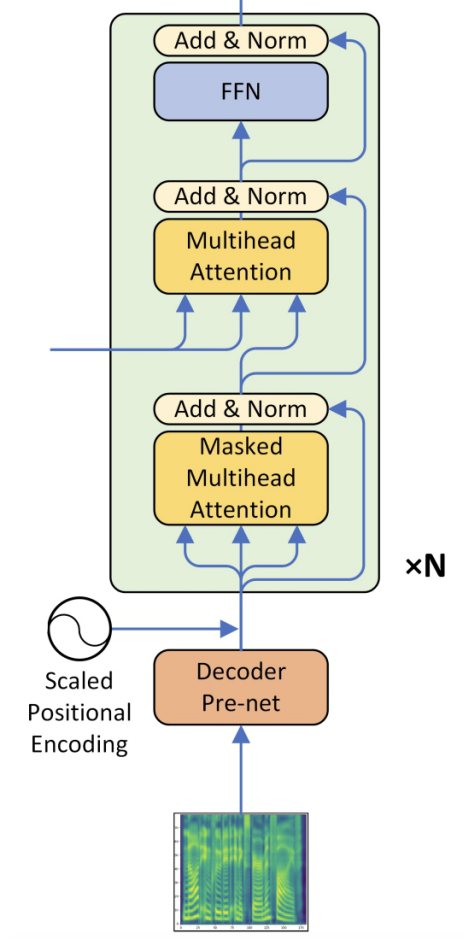 Add & Norm
FFN
Add & Norm
Multihead
Attention
Add & Norm
Masked
Multihead
Attention
×N
Scaled
Positional
Encoding
Decoder
Pre-net